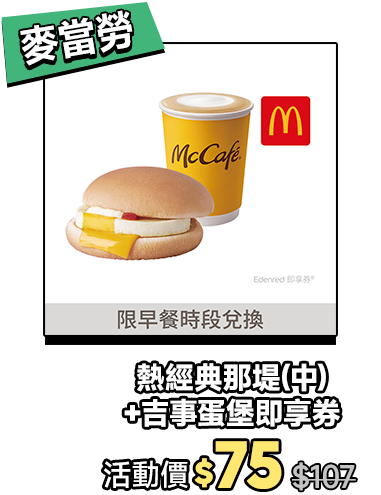 麥當勞
McCafé®
Edenred 即享券®
限早餐時段兌換
熱經典那堤(中)
+吉事蛋堡即享券
活動價$75 $107